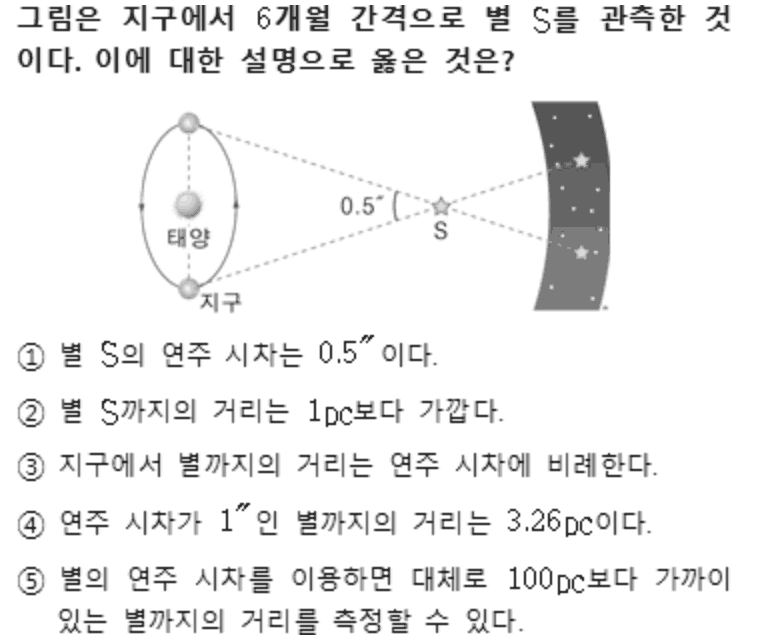 그림은 지구에서 6개월 간격으로 별 S를 관측한 것
이다. 이에 대한 설명으로 옳은 것은?
0.5″
S
태양
지구
① 별 S의 연주 시차는 0.5″이다.
② 별 S까지의 거리는 1pc보다 가깝다.
③ 지구에서 별까지의 거리는 연주 시차에 비례한다.
④ 연주 시차가 1″인 별까지의 거리는 3.26pc이다.
⑤ 별의 연주 시차를 이용하면 대체로 100pc보다 가까이
있는 별까지의 거리를 측정할 수 있다.